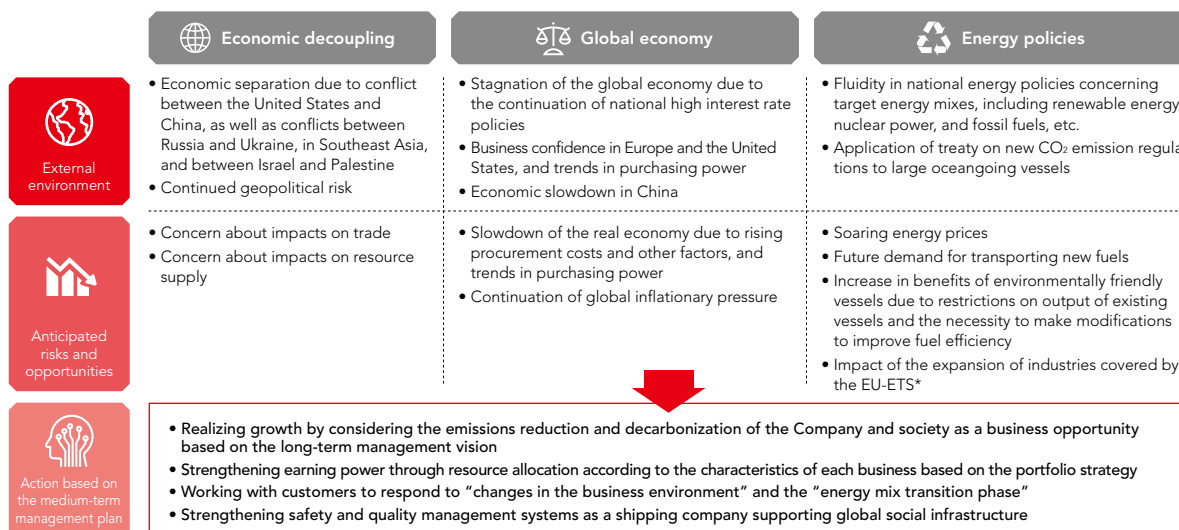 Economic decoupling
Global economy
Energy policies
External
environment
• Economic separation due to conflict
between the United States and
China, as well as conflicts between
Russia and Ukraine, in Southeast Asia,
and between Israel and Palestine
• Continued geopolitical risk
• Stagnation of the global economy due to
the continuation of national high interest rate
policies
• Business confidence in Europe and the United
States, and trends in purchasing power
• Economic slowdown in China
• Fluidity in national energy policies concerning
target energy mixes, including renewable energy
nuclear power, and fossil fuels, etc.
• Application of treaty on new CO₂ emission regula
tions to large oceangoing vessels
Anticipated
risks and
opportunities
• Concern about impacts on trade
• Concern about impacts on resource
supply
• Slowdown of the real economy due to rising
procurement costs and other factors, and
trends in purchasing power
• Continuation of global inflationary pressure
• Soaring energy prices
• Future demand for transporting new fuels
• Increase in benefits of environmentally friendly
vessels due to restrictions on output of existing
vessels and the necessity to make modifications
to improve fuel efficiency
• Impact of the expansion of industries covered by
the EU-ETS*
Action based on
the medium-term
management plan
• Realizing growth by considering the emissions reduction and decarbonization of the Company and society as a business opportunity
based on the long-term management vision
• Strengthening earning power through resource allocation according to the characteristics of each business based on the portfolio strategy
• Working with customers to respond to “changes in the business environment” and the “energy mix transition phase”
• Strengthening safety and quality management systems as a shipping company supporting global social infrastructure